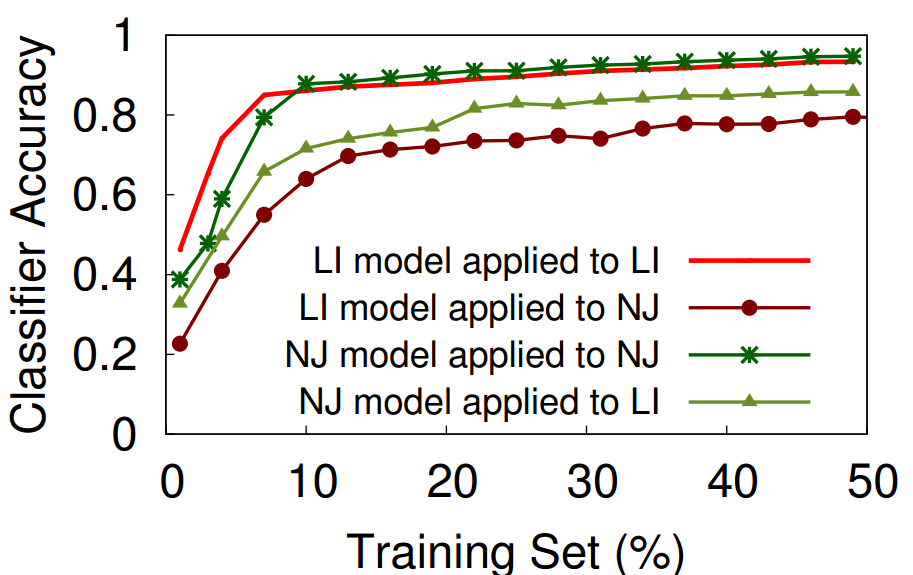 Classifier Accuracy
1
0.8
0.6
0.4
0.2
0
LI model applied to LI
LI model applied to NJ
NJ model applied to NJ
NJ model applied to LI
0 10 20 30 40 50
Training Set (%)